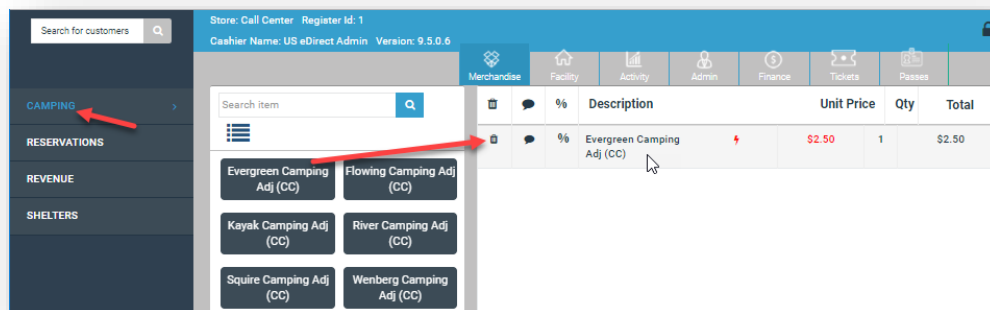 Search for customers
Store: Call Center Register Id: 1
Cashier Name: US eDirect Admin Version: 9.5.0.6
Merchandise
Facility
Activity
Admin
Finance
Tickets
Passes
CAMPING
RESERVATIONS
REVENUE
SHELTERS
Search item
Evergreen Camping
Adj (CC)
Flowing Camping Adj
(CC)
Kayak Camping Adj
(CC)
River Camping Adj
(CC)
Squire Camping Adj
(CC)
Wenberg Camping
Adj (CC)
% Description Unit Price Qty Total
% Evergreen Camping $2.50 1 $2.50
Adj (CC)